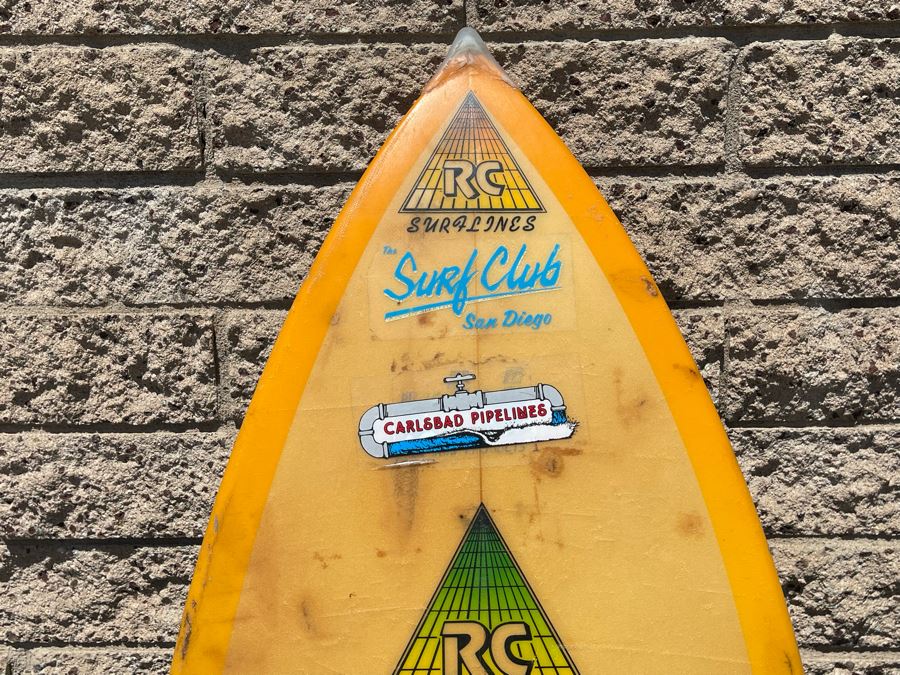 RC
SURFLINES
The
Surf Club
San Diego
CARLSBAD PIPELINES
RC